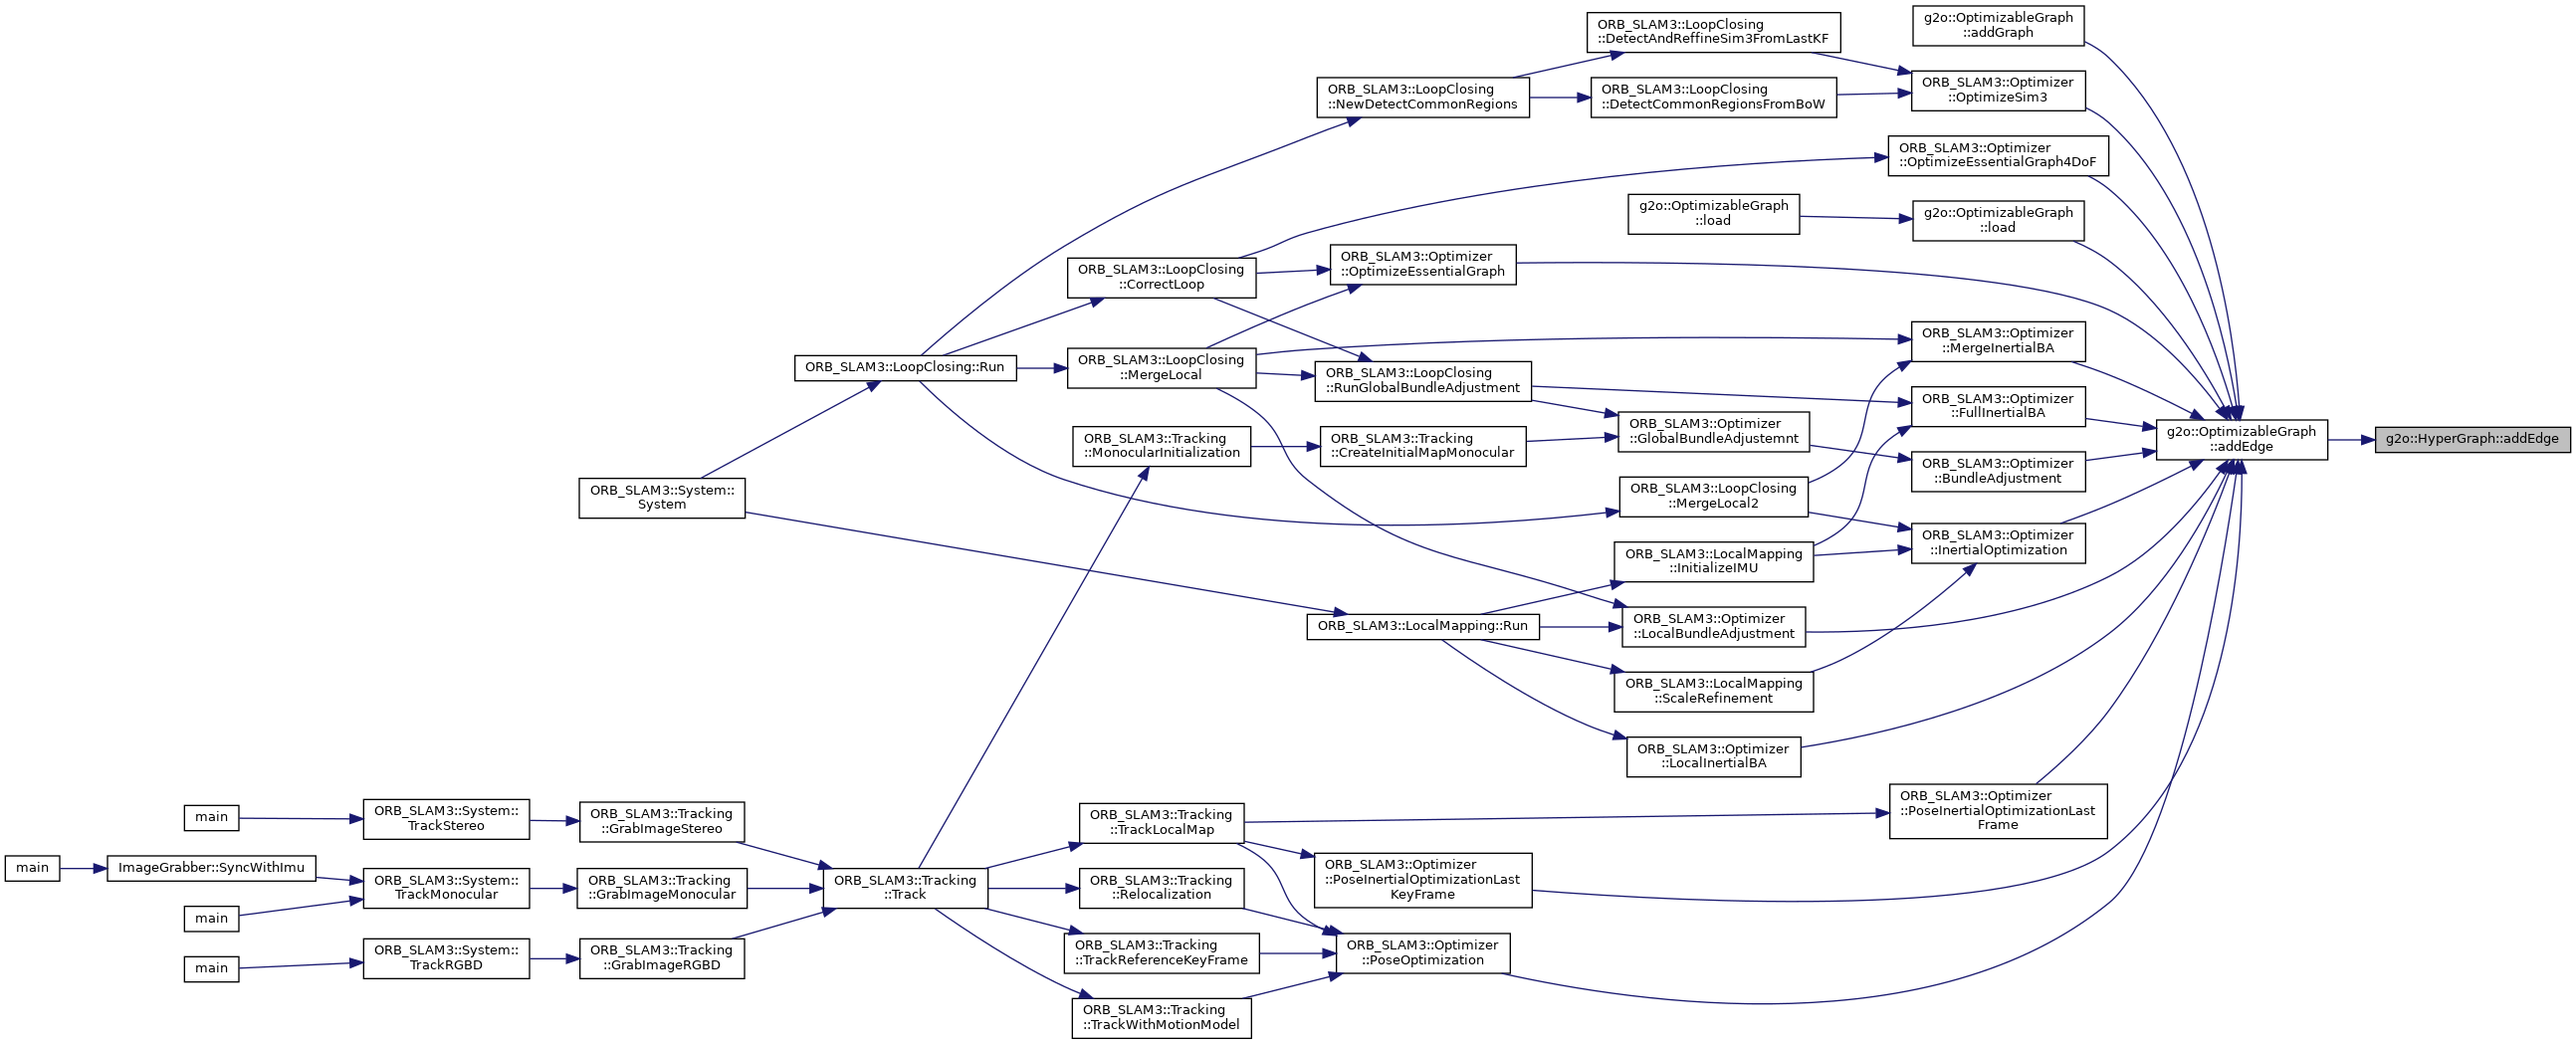 ORB_SLAM3::LoopClosing
::DetectAndReffineSim3FromLastKF
g2o::OptimizableGraph
::addGraph
ORB_SLAM3::LoopClosing
::NewDetectCommonRegions
ORB_SLAM3::LoopClosing
::DetectCommonRegionsFromBoW
ORB_SLAM3::Optimizer
::OptimizeSim3
ORB_SLAM3::Optimizer
::OptimizeEssentialGraph4DoF
g2o::OptimizableGraph
::load
g2o::OptimizableGraph
::load
ORB_SLAM3::LoopClosing
::CorrectLoop
ORB_SLAM3::Optimizer
::OptimizeEssentialGraph
ORB_SLAM3::Optimizer
::MergeInertialBA
ORB_SLAM3::LoopClosing::Run
ORB_SLAM3::LoopClosing
::MergeLocal
ORB_SLAM3::LoopClosing
::RunGlobalBundleAdjustment
ORB_SLAM3::Optimizer
::FullInertialBA
ORB_SLAM3::Tracking
::MonocularInitialization
ORB_SLAM3::Tracking
::CreateInitialMapMonocular
ORB_SLAM3::Optimizer
::GlobalBundleAdjustemnt
g2o::OptimizableGraph
::addEdge
g2o::HyperGraph::addEdge
ORB_SLAM3::Optimizer
::BundleAdjustment
ORB_SLAM3::System::
System
ORB_SLAM3::LoopClosing
::MergeLocal2
ORB_SLAM3::Optimizer
::InertialOptimization
ORB_SLAM3::LocalMapping
::InitializeIMU
ORB_SLAM3::LocalMapping::Run
ORB_SLAM3::Optimizer
::LocalBundleAdjustment
ORB_SLAM3::LocalMapping
::ScaleRefinement
ORB_SLAM3::Optimizer
::LocalInertialBA
main
ORB_SLAM3::System::
TrackStereo
ORB_SLAM3::Tracking
::GrabImageStereo
ORB_SLAM3::Tracking
::TrackLocalMap
ORB_SLAM3::Optimizer
::PoseInertialOptimizationLast
Frame
main
ImageGrabber::SyncWithImu
ORB_SLAM3::System::
TrackMonocular
ORB_SLAM3::Tracking
::GrabImageMonocular
ORB_SLAM3::Tracking
::Track
ORB_SLAM3::Tracking
::Relocalization
ORB_SLAM3::Optimizer
::PoseInertialOptimizationLast
KeyFrame
main
main
ORB_SLAM3::System::
TrackRGBD
ORB_SLAM3::Tracking
::GrabImageRGBD
ORB_SLAM3::Tracking
::TrackReferenceKeyFrame
ORB_SLAM3::Optimizer
::PoseOptimization
ORB_SLAM3::Tracking
::TrackWithMotionModel